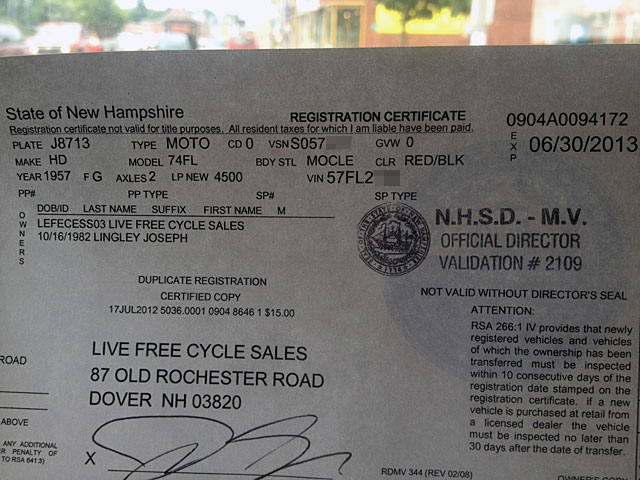 State of New Hampshire
REGISTRATION CERTIFICATE
0904A0094172
Registration certificate not valid for title purposes. All resident taxes for which I am liable have been paid.
PLATE J8713 TYPE MOTO CD 0 VSN S057 GVW 0
EXP 06/30/2013
MAKE HD MODEL 74FL BDY STL MOCLE CLR RED/BLK
YEAR 1957 F G AXLES 2 LP NEW 4500 VIN 57FL2
PP# PP TYPE SP# SP TYPE
OWNERS
DOB/ID LAST NAME SUFFIX FIRST NAME M
LEFECESS03 LIVE FREE CYCLE SALES
10/16/1982 LINGLEY JOSEPH
N.H.S.D. - M.V.
OFFICIAL DIRECTOR
VALIDATION # 2109
DUPLICATE REGISTRATION
CERTIFIED COPY
17JUL2012 5036.0001 0904 8646 1 $15.00
NOT VALID WITHOUT DIRECTOR'S SEAL
ATTENTION:
RSA 266:1 IV provides that newly
registered vehicles and vehicles
of which the ownership has been
transferred must be inspected
within 10 consecutive days of the
registration date stamped on the
registration certificate. if a new
vehicle is purchased at retail from
a licensed dealer the vehicle
must be inspected no later than
30 days after the date of transfer.
LIVE FREE CYCLE SALES
87 OLD ROCHESTER ROAD
DOVER NH 03820
ROAD
ABOVE
ANY ADDITIONAL
ER PENALTY OF
TO RSA 641:3)
X
RDMV 344 (REV 02/08)
OWNER'S COPY